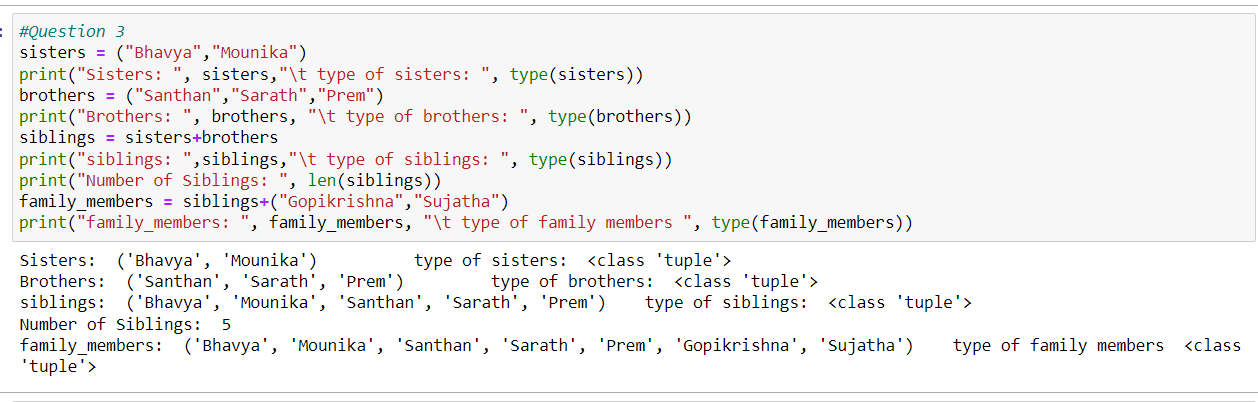 #Question 3
sisters = ("Bhavya","Mounika")
print("Sisters: ", sisters,"\t type of sisters: ", type(sisters))
brothers = ("Santhan","Sarath","Prem")
print("Brothers: ", brothers, "\t type of brothers: ", type(brothers))
siblings = sisters+brothers
print("siblings: ",siblings,"\t type of siblings: ", type(siblings))
print("Number of Siblings: ", len(siblings))
family_members = siblings+("Gopikrishna","Sujatha")
print("family_members: ", family_members, "\t type of family members ", type(family_members))
Sisters:  ('Bhavya', 'Mounika')          type of sisters:  <class 'tuple'>
Brothers:  ('Santhan', 'Sarath', 'Prem')         type of brothers:  <class 'tuple'>
siblings:  ('Bhavya', 'Mounika', 'Santhan', 'Sarath', 'Prem')    type of siblings:  <class 'tuple'>
Number of Siblings:  5
family_members:  ('Bhavya', 'Mounika', 'Santhan', 'Sarath', 'Prem', 'Gopikrishna', 'Sujatha')    type of family members  <class
'tuple'>